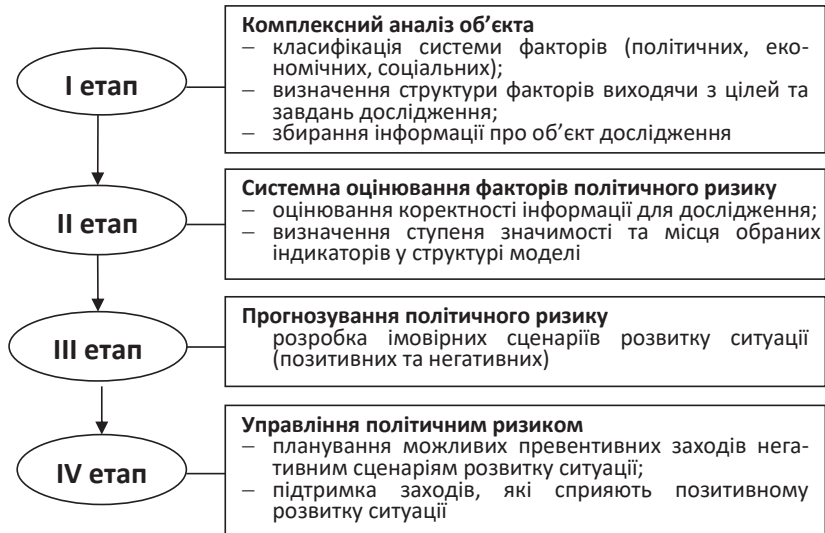 I етап
Комплексний аналіз об’єкта
– класифікація системи факторів (політичних, еко-
номічних, соціальних);
– визначення структури факторів виходячи з цілей та
завдань дослідження;
– збирання інформації про об’єкт дослідження
II етап
Системна оцінювання факторів політичного ризику
– оцінювання коректності інформації для дослідження;
– визначення ступеня значимості та місця обраних
індикаторів у структурі моделі
III етап
Прогнозування політичного ризику
розробка імовірних сценаріїв розвитку ситуації
(позитивних та негативних)
IV етап
Управління політичним ризиком
– планування можливих превентивних заходів нега-
тивним сценаріям розвитку ситуації;
– підтримка заходів, які сприяють позитивному
розвитку ситуації